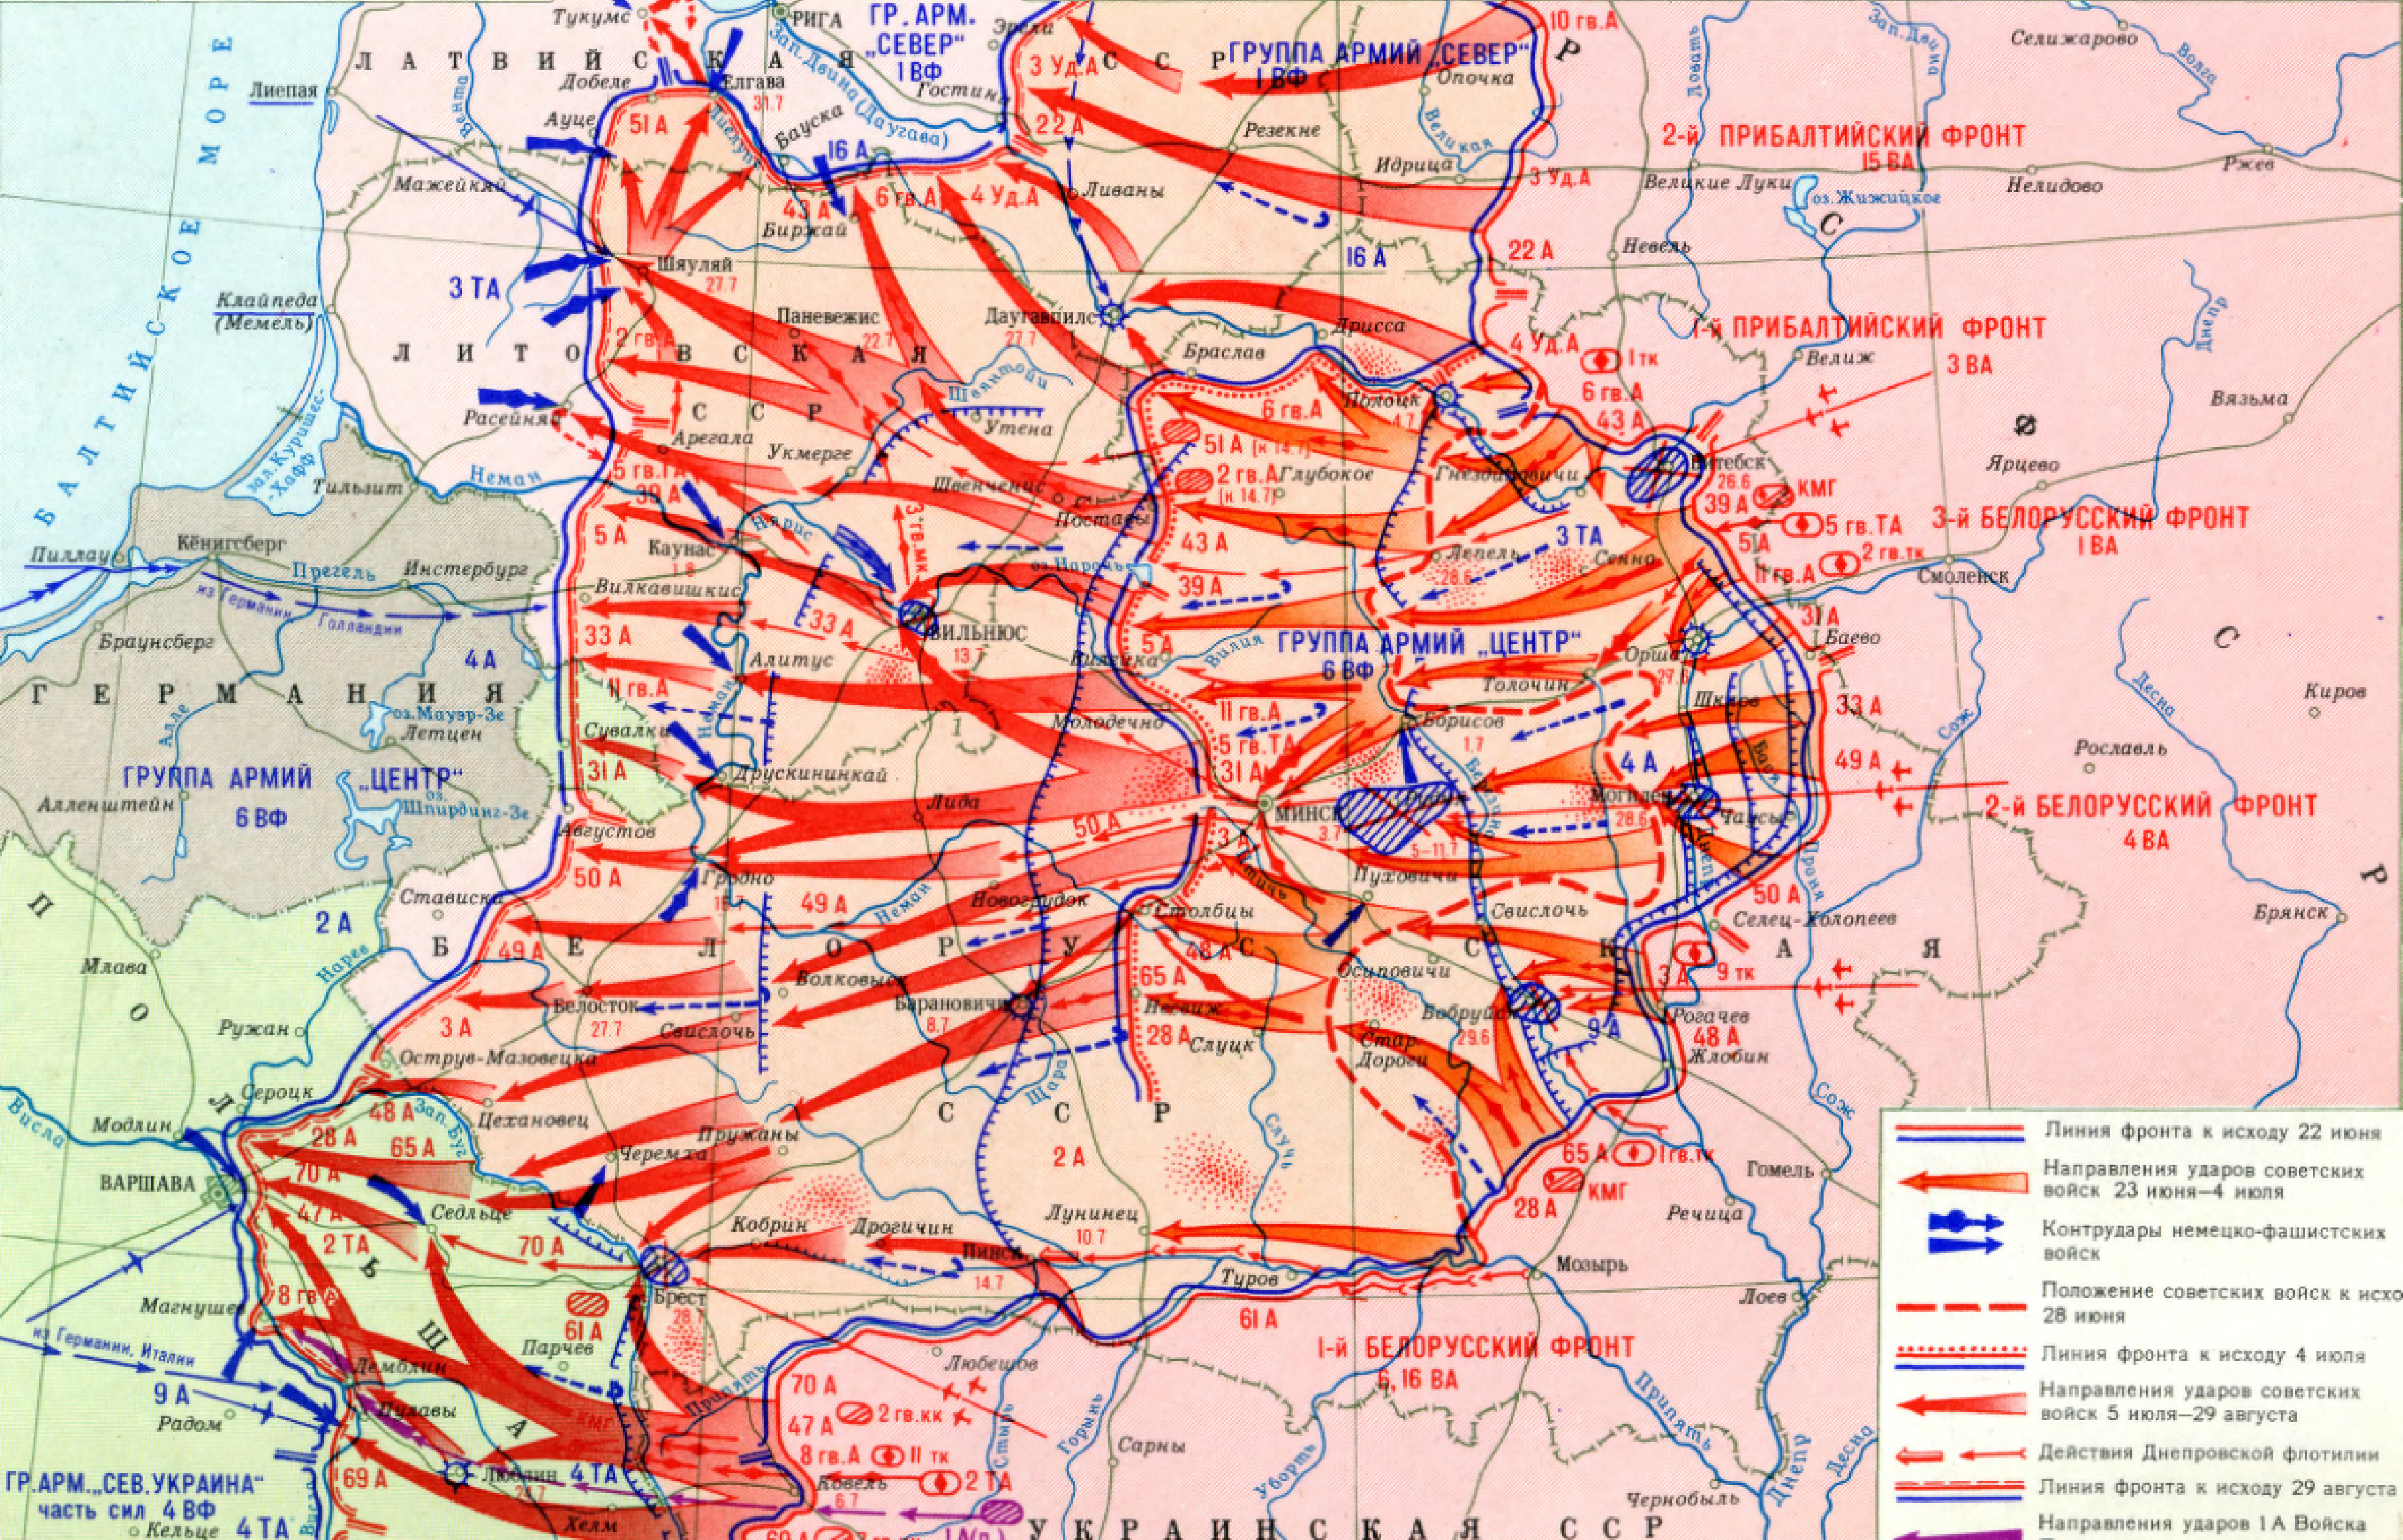 Тукумс
РИГА
ГР. АРМ.
„СЕВЕР“
1 ВФ
Эргли
3 Уд.А
ГРУППА АРМИЙ „СЕВЕР“
1 ВФ
10 гв.А
Р
Ловать
Зап.Двина
Селижарово
Волга
ЛАТВИЙСКАЯ ССР
Зап. Двина (Даугава)
Добеле
Елгава
31.7
Гостини
Опочка
Великая
Лиепая
Вента
Ауце
51 А
Лиелупе
Бауска
16 А
22 А
Резекне
Идрица
2-й ПРИБАЛТИЙСКИЙ ФРОНТ
15 ВА
Великие Луки
оз.Жижицкое
Нелидово
Ржев
Мажейкяй
43 А
6 гв.А
4 Уд.А
Ливаны
3 Уд.А
Биржай
С
БАЛТИЙСКОЕ МОРЕ
22 А
Невель
16 А
3 ТА
Шяуляй
27.7
Клайпеда
(Мемель)
Паневежис
22.7
Даугавпилс
27.7
Дрисса
1-й ПРИБАЛТИЙСКИЙ ФРОНТ
3 ВА
Днепр
ЛИТОВСКАЯ
ССР
2 гв.А
Браслав
4 Уд.А
1 тк
Велиж
Швянтойи
6 гв.А
Полоцк
4.7
6 гв.А
43 А
Вязьма
Расейняй
Арегала
Утена
51 А (к 14.7)
Ф
зал.Куришес-
-Хафф
Неман
Укмерге
5 гв.ТА
39 А
Швенченис
2 гв.А
(к 14.7)
Глубокое
Гнездиловичи
Витебск
26.6
Ярцево
Тильзит
39 А
КМГ
Поставы
5 гв.ТА
3-й БЕЛОРУССКИЙ ФРОНТ
1 ВА
5 А
Каунас
1.8
Нярис
3 гв.мк
43 А
3 ТА
5 А
2 гв.тк
Пиллау
Кёнигсберг
Лепель
28.6
Сенно
11 гв.А
Смоленск
Прегель
Инстербург
из Германии, Голландии
Вилкавишкис
оз.Нарочь
39 А
Браунсберг
33 А
33 А
ВИЛЬНЮС
13.7
5 А
Вилейка
Вилия
ГРУППА АРМИЙ „ЦЕНТР“
6 ВФ
Орша
27.6
31 А
Баево
С
4 А
Алитус
ГЕРМАНИЯ
11 гв.А
Толочин
Шклов
33 А
Десна
Киров
Алле
оз.Мауэр-Зе
Летцен
Сувалки
Неман
Молодечно
11 гв.А
5 гв.ТА
31 А
Борисов
1.7
Сож
Рославль
ГРУППА АРМИЙ „ЦЕНТР“
6 ВФ
31 А
Друскининкай
4 А
Бася
49 А
Алленштейн
оз.
Шпирдинг-Зе
Лида
МИНСК
3.7
Березина
Могилев
28.6
Чаусы
2-й БЕЛОРУССКИЙ ФРОНТ
4 ВА
Августов
50 А
3 А
5–11.7
Днепр
Проня
Р
50 А
Гродно
16.7
Птичь
Пуховичи
50 А
П
О
Л
Ь
Ш
А
Стависки
2 А
49 А
Неман
Новогрудок
Столбцы
Свислочь
Селец-Холопеев
Брянск
БЕЛОРУССКАЯ
ССР
Млава
Нарев
49 А
48 А
Осиповичи
3 А
9 тк
Волковыск
65 А
Ружан
3 А
Белосток
27.7
Свислочь
Барановичи
8.7
Несвиж
28 А
Слуцк
Стар.
Дороги
Бобруйск
29.6
9 А
Рогачев
48 А
Жлобин
Острув-Мазовецка
Щара
Сож
Висла
Сероцк
Модлин
48 А
Зап.Буг
Цехановец
28 А
65 А
Пружаны
Случь
Черемха
2 А
65 А
1 гв.тк
КМГ
28 А
Гомель
ВАРШАВА
70 А
47 А
2 ТА
Седльце
70 А
Кобрин
Дрогичин
Лунинец
10.7
Речица
Пинск
14.7
Туров
Мозырь
Магнушев
8 гв.А
61 А
Брест
28.7
61 А
Лоев
из Германии, Италии
Парчев
Любешов
1-й БЕЛОРУССКИЙ ФРОНТ
6, 16 ВА
Демблин
9 А
Радом
Пулавы
КМГ
Припять
70 А
47 А
2 гв.кк
8 гв.А
11 тк
Стырь
Горынь
Сарны
Уборть
Припять
Днепр
Десна
ГР.АРМ.„СЕВ.УКРАИНА“
часть сил 4 ВФ
Кельце
4 ТА
Висла
69 А
Люблин
24.7
4 ТА
Хелм
Ковель
6.7
2 ТА
Чернобыль
УКРАИНСКАЯ ССР
Линия фронта к исходу 22 июня
Направления ударов советских
войск 23 июня–4 июля
Контрудары немецко-фашистских
войск
Положение советских войск к исхо
28 июня
Линия фронта к исходу 4 июля
Направления ударов советских
войск 5 июля–29 августа
Действия Днепровской флотилии
Линия фронта к исходу 29 августа
Направления ударов 1 А Войска